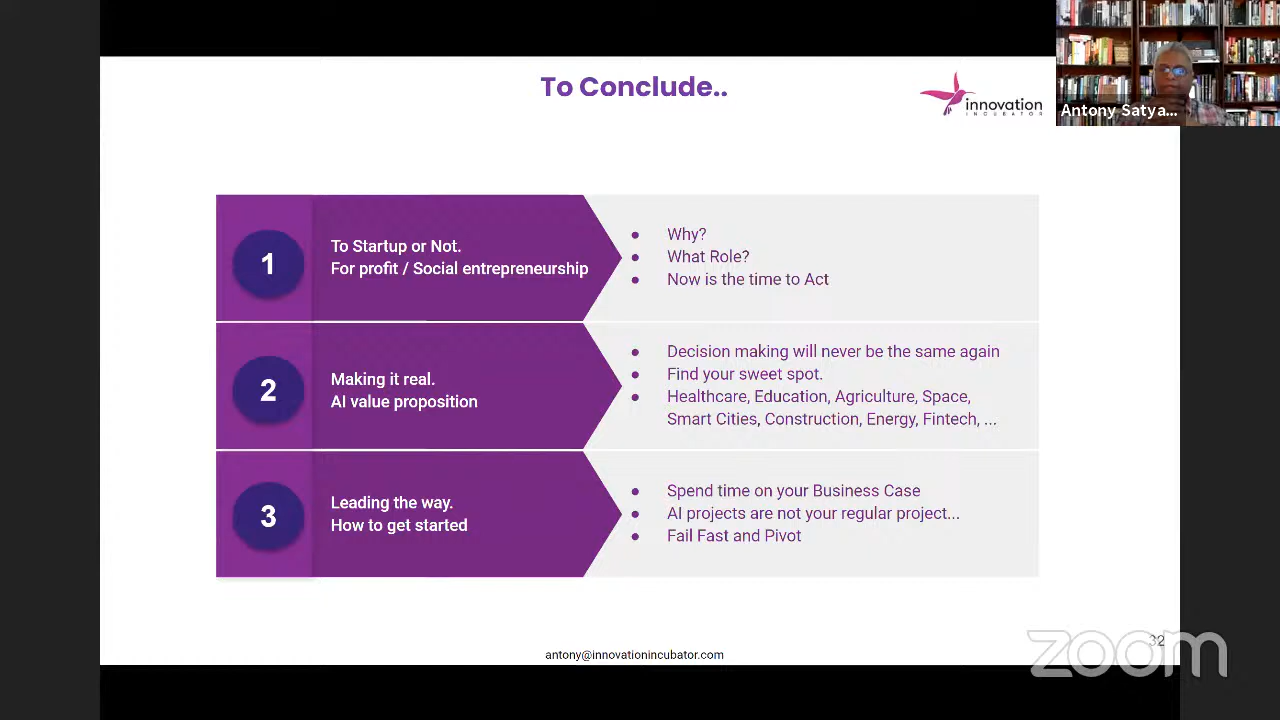 To Conclude..
innovation
INCUBATOR
Antony Satya...
1
To Startup or Not.
For profit / Social entrepreneurship
Why?
What Role?
Now is the time to Act
2
Making it real.
AI value proposition
Decision making will never be the same again
Find your sweet spot.
Healthcare, Education, Agriculture, Space,
Smart Cities, Construction, Energy, Fintech, ...
3
Leading the way.
How to get started
Spend time on your Business Case
AI projects are not your regular project...
Fail Fast and Pivot
32
zoom
antony@innovationincubator.com